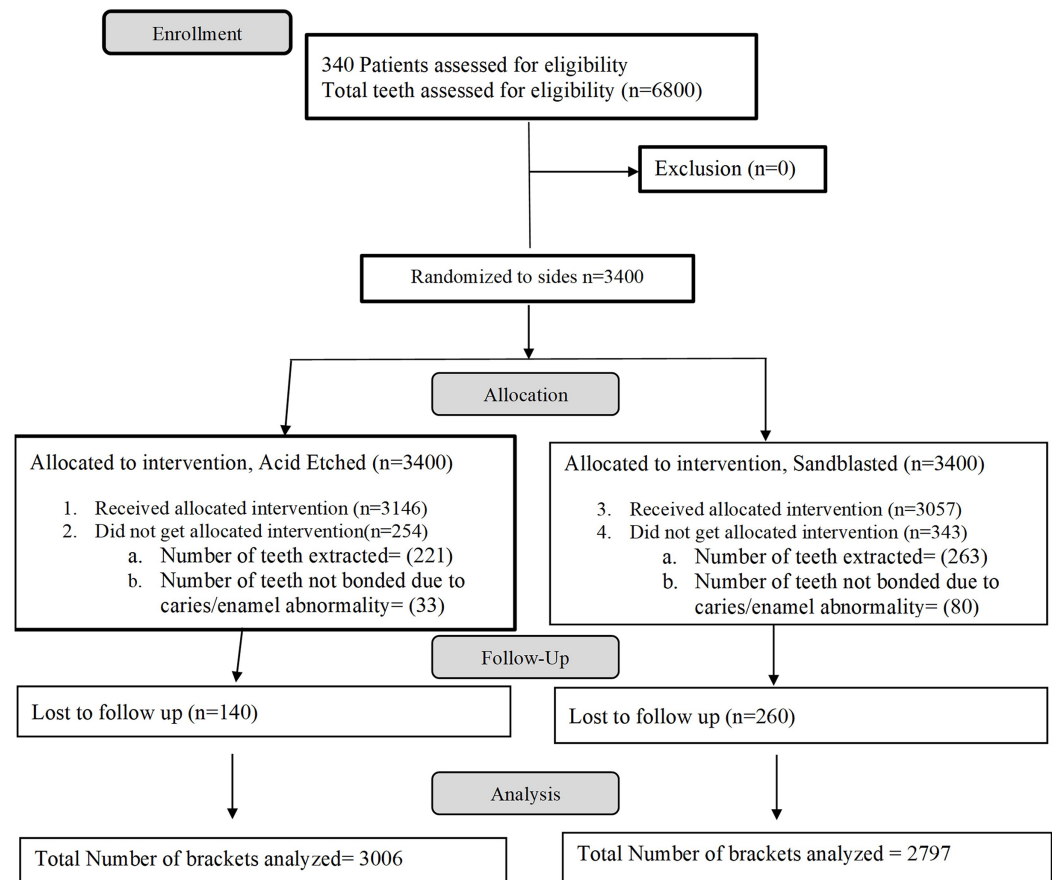 Enrollment
340 Patients assessed for eligibility
Total teeth assessed for eligibility (n=6800)
Exclusion (n=0)
Randomized to sides n=3400
Allocation
Allocated to intervention, Acid Etched (n=3400)
1. Received allocated intervention (n=3146)
2. Did not get allocated intervention(n=254)
a. Number of teeth extracted= (221)
b. Number of teeth not bonded due to
caries/enamel abnormality= (33)
Allocated to intervention, Sandblasted (n=3400)
3. Received allocated intervention (n=3057)
4. Did not get allocated intervention (n=343)
a. Number of teeth extracted= (263)
b. Number of teeth not bonded due to
caries/enamel abnormality= (80)
Follow-Up
Lost to follow up (n=140)
Lost to follow up (n=260)
Analysis
Total Number of brackets analyzed= 3006
Total Number of brackets analyzed = 2797